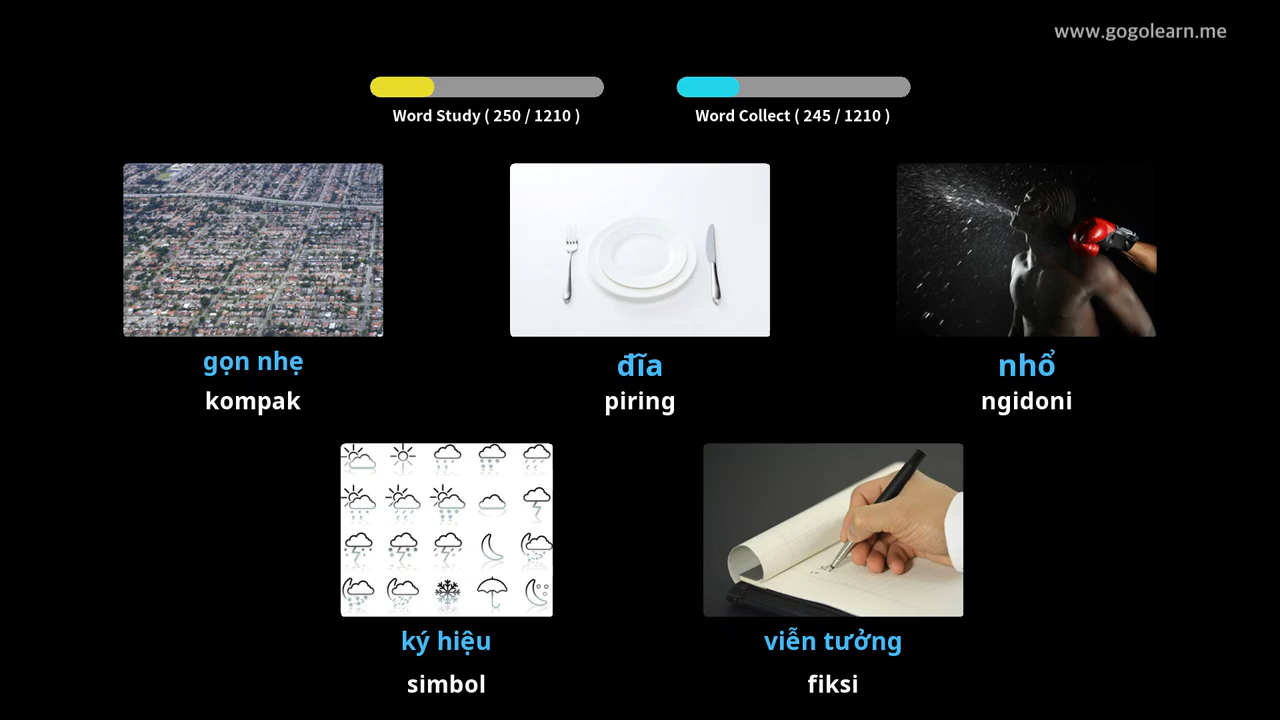 www.gogolearn.me
Word Study ( 250 / 1210 )
Word Collect ( 245 / 1210 )
gọn nhẹ
kompak
đĩa
piring
nhổ
ngidoni
ký hiệu
simbol
viễn tưởng
fiksi